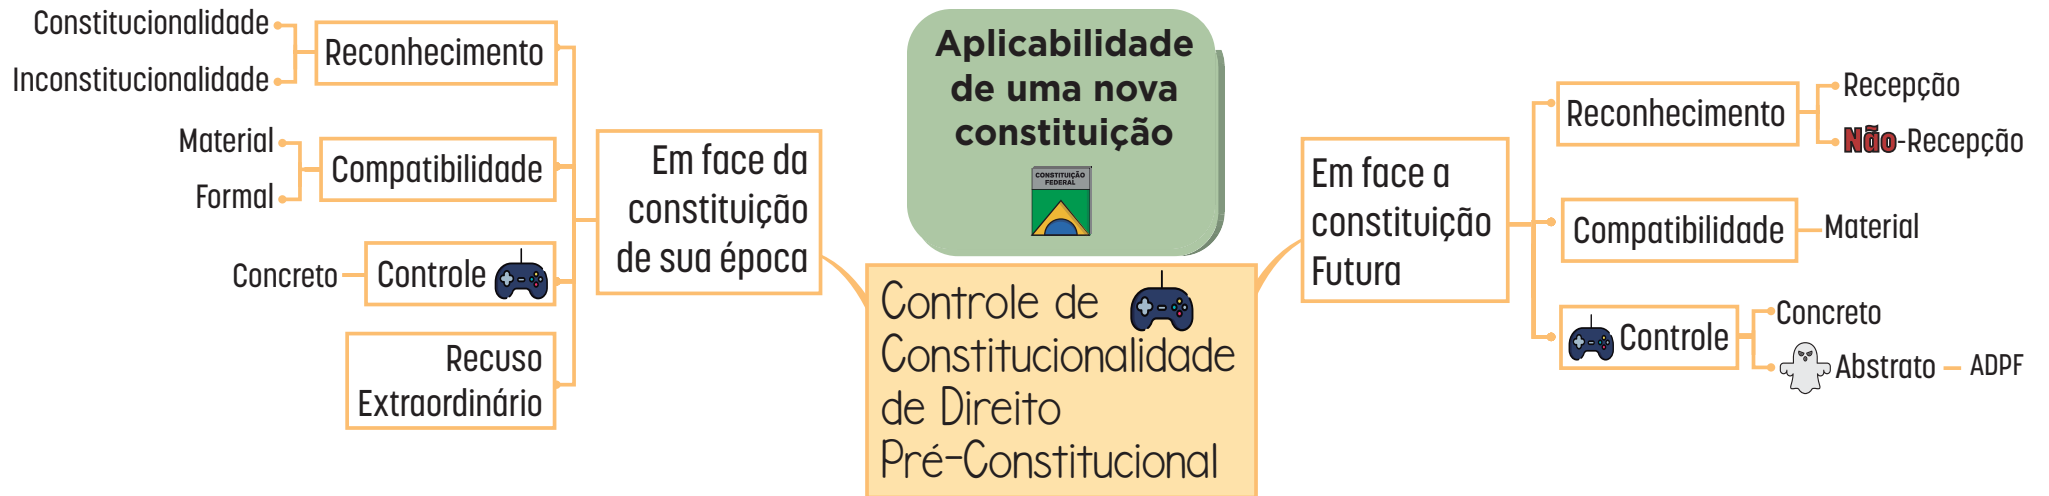 Aplicabilidade
de uma nova
constituição
CONSTITUIÇÃO
FEDERAL
Controle de
Constitucionalidade
de Direito
Pré-Constitucional
Em face da
constituição
de sua época
Reconhecimento
Constitucionalidade
Inconstitucionalidade
Compatibilidade
Material
Formal
Controle
Concreto
Recuso
Extraordinário
Em face a
constituição
Futura
Reconhecimento
Recepção
Não-Recepção
Compatibilidade
Material
Controle
Concreto
Abstrato
ADPF